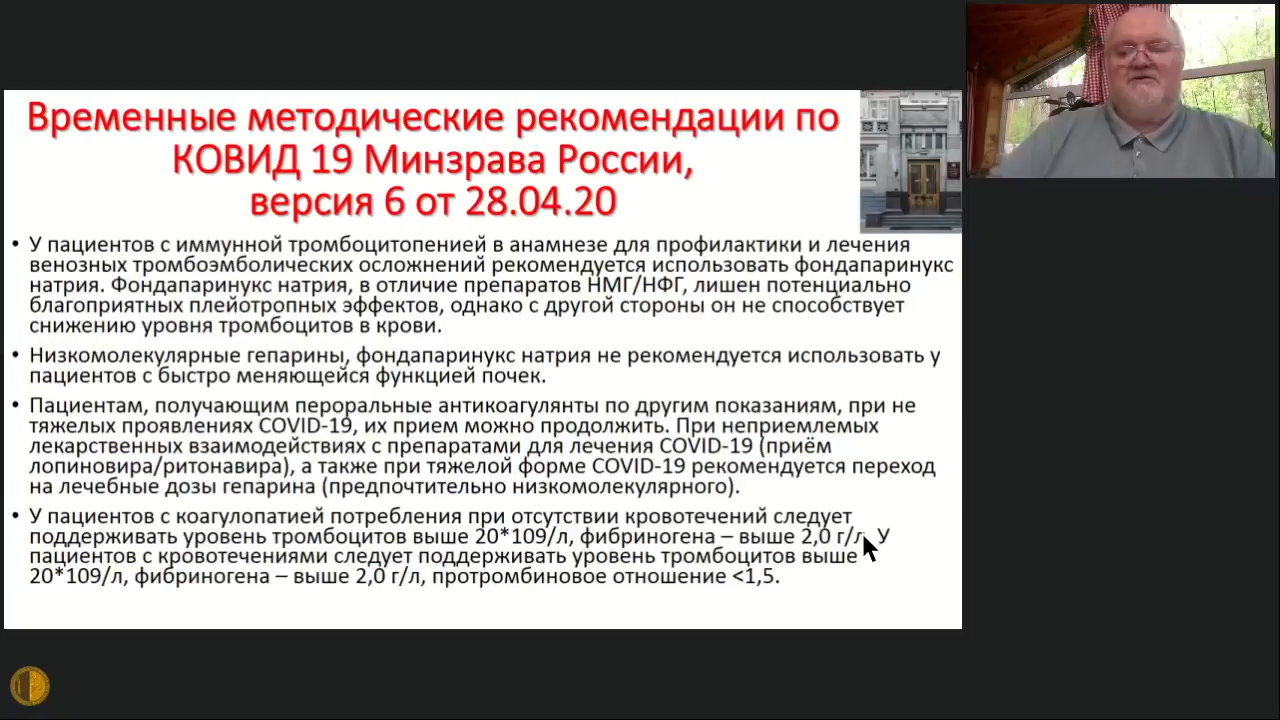 Временные методические рекомендации по
КОВИД 19 Минзрава России,
версия 6 от 28.04.20
• У пациентов с иммунной тромбоцитопенией в анамнезе для профилактики и лечения
венозных тромбоэмболических осложнений рекомендуется использовать фондапаринукс
натрия. Фондапаринукс натрия, в отличие препаратов НМГ/НФГ, лишен потенциально
благоприятных плейотропных эффектов, однако с другой стороны он не способствует
снижению уровня тромбоцитов в крови.
• Низкомолекулярные гепарины, фондапаринукс натрия не рекомендуется использовать у
пациентов с быстро меняющейся функцией почек.
• Пациентам, получающим пероральные антикоагулянты по другим показаниям, при не
тяжелых проявлениях COVID-19, их прием можно продолжить. При неприемлемых
лекарственных взаимодействиях с препаратами для лечения COVID-19 (приём
лопиновира/ритонавира), а также при тяжелой форме COVID-19 рекомендуется переход
на лечебные дозы гепарина (предпочтительно низкомолекулярного).
• У пациентов с коагулопатией потребления при отсутствии кровотечений следует
поддерживать уровень тромбоцитов выше 20*109/л, фибриногена – выше 2,0 г/л. У
пациентов с кровотечениями следует поддерживать уровень тромбоцитов выше
20*109/л, фибриногена – выше 2,0 г/л, протромбиновое отношение <1,5.